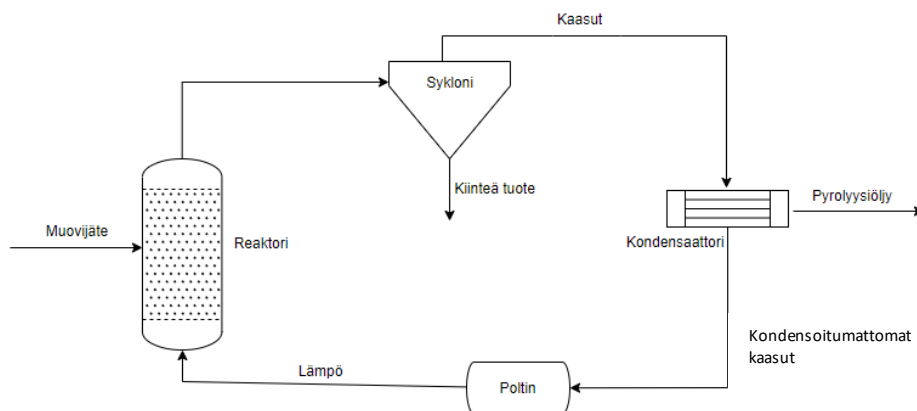 Kaasut
Sykloni
Kiinteä tuote
Pyrolyysiöljy
Muovijäte
Reaktori
Kondensaattori
Kondensoitumattomat
kaasut
Lämpö
Poltin